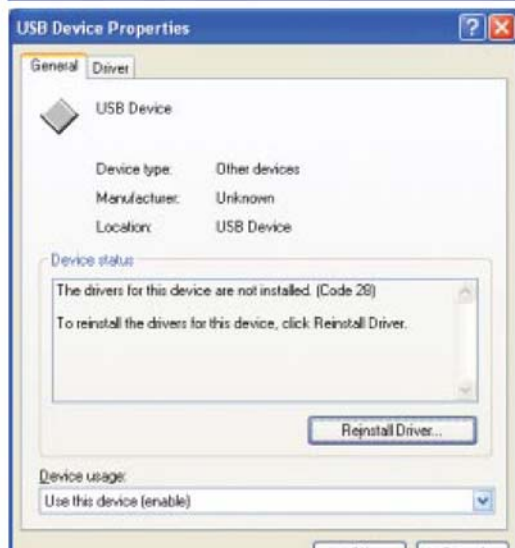 USB Device Properties
General Driver
USB Device
Device type: Other devices
Manufacturer: Unknown
Location: USB Device
Device status
The drivers for this device are not installed. (Code 28)
To reinstall the drivers for this device, click Reinstall Driver.
Reinstall Driver...
Device usage:
Use this device (enable)